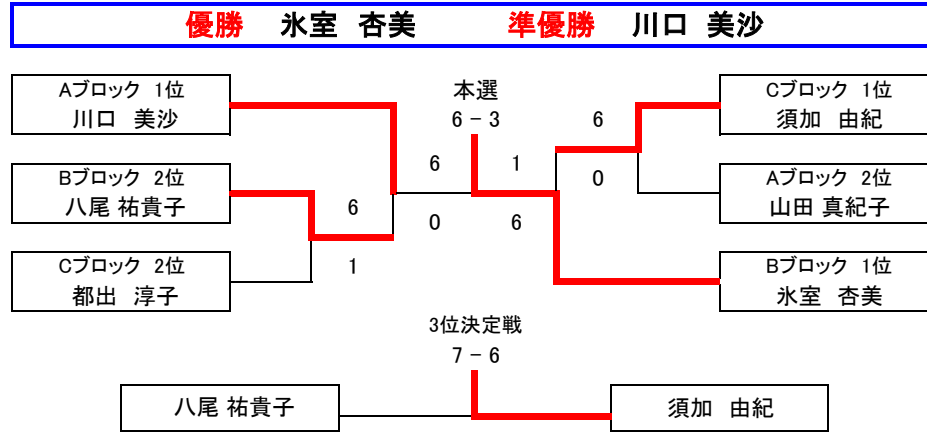 優勝 氷室 杏美 準優勝 川口 美沙
Aブロック 1位
川口 美沙
本選
6 - 3
Cブロック 1位
須加 由紀
6
0
6
0
1
6
Bブロック 2位
八尾 祐貴子
Aブロック 2位
山田 真紀子
6
1
Cブロック 2位
都出 淳子
Bブロック 1位
氷室 杏美
3位決定戦
7 - 6
八尾 祐貴子
須加 由紀